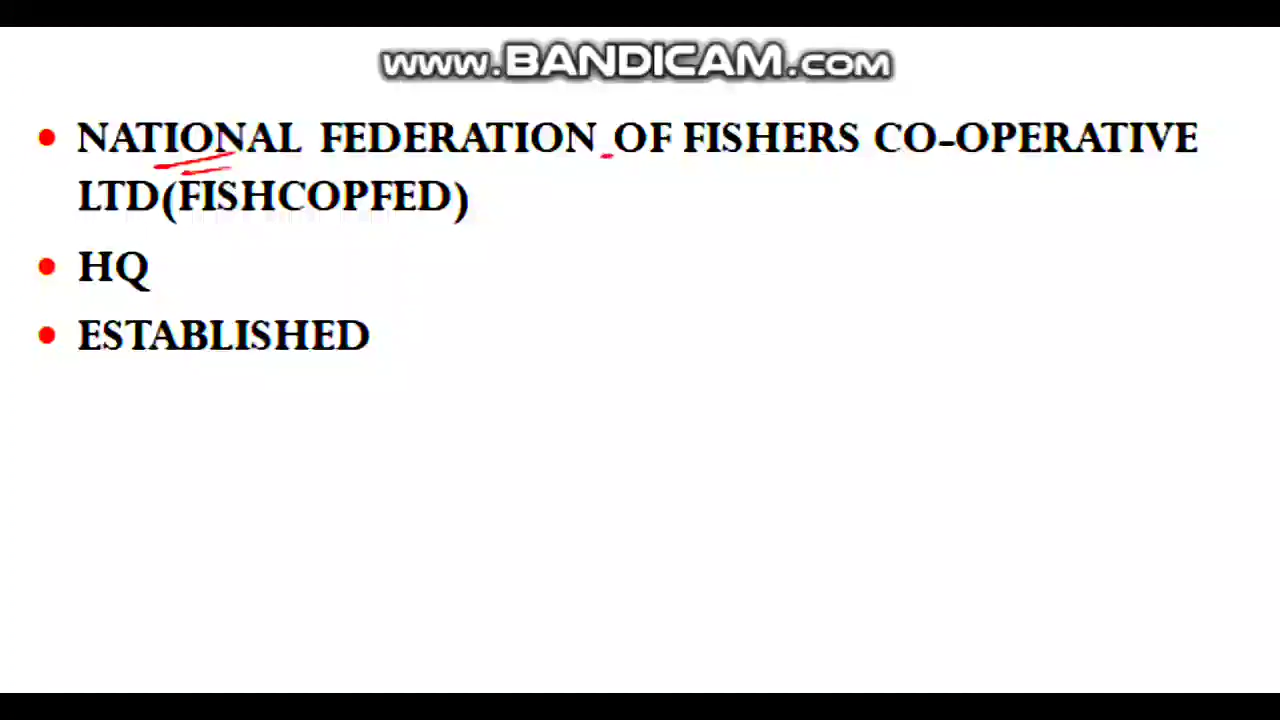 www.BANDICAM.com
• NATIONAL FEDERATION OF FISHERS CO-OPERATIVE
LTD(FISHCOPFED)
• HQ
• ESTABLISHED